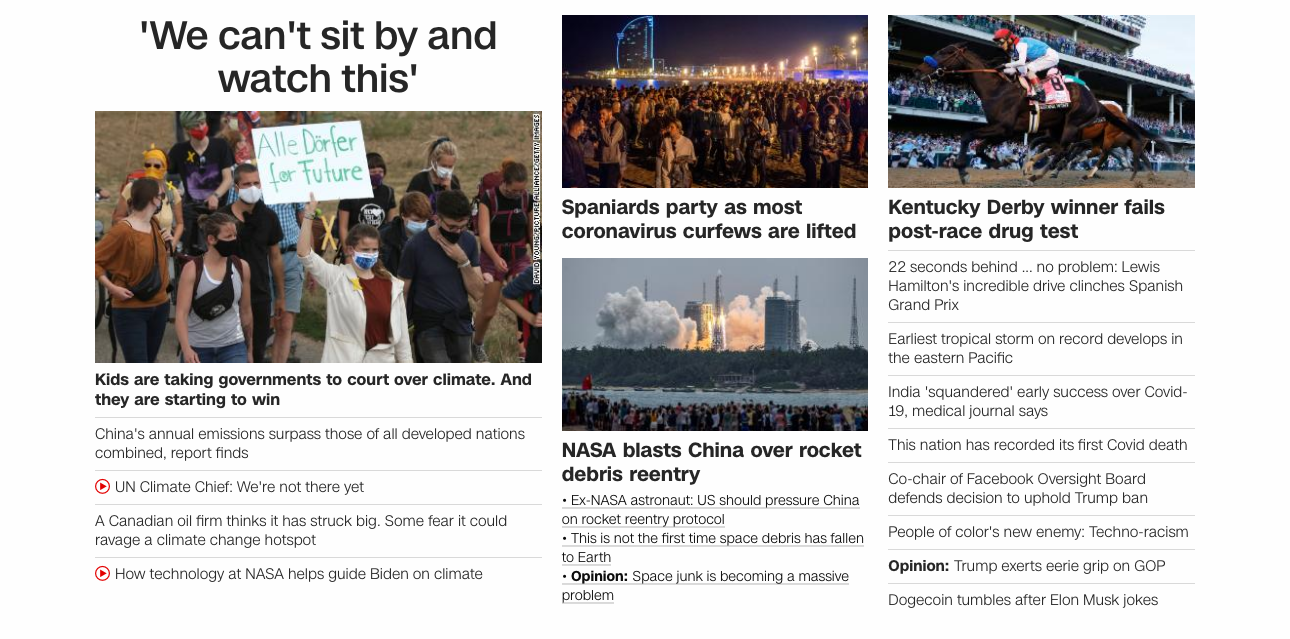 'We can't sit by and
watch this'
Alle Dörfer
for Future
DAVID YOUNG/PICTURE ALLIANCE/GETTY IMAGES
Kids are taking governments to court over climate. And
they are starting to win
China's annual emissions surpass those of all developed nations
combined, report finds
UN Climate Chief: We're not there yet
A Canadian oil firm thinks it has struck big. Some fear it could
ravage a climate change hotspot
How technology at NASA helps guide Biden on climate
Spaniards party as most
coronavirus curfews are lifted
NASA blasts China over rocket
debris reentry
• Ex-NASA astronaut: US should pressure China
on rocket reentry protocol
• This is not the first time space debris has fallen
to Earth
• Opinion: Space junk is becoming a massive
problem
8
Kentucky Derby winner fails
post-race drug test
22 seconds behind ... no problem: Lewis
Hamilton's incredible drive clinches Spanish
Grand Prix
Earliest tropical storm on record develops in
the eastern Pacific
India 'squandered' early success over Covid-
19, medical journal says
This nation has recorded its first Covid death
Co-chair of Facebook Oversight Board
defends decision to uphold Trump ban
People of color's new enemy: Techno-racism
Opinion: Trump exerts eerie grip on GOP
Dogecoin tumbles after Elon Musk jokes